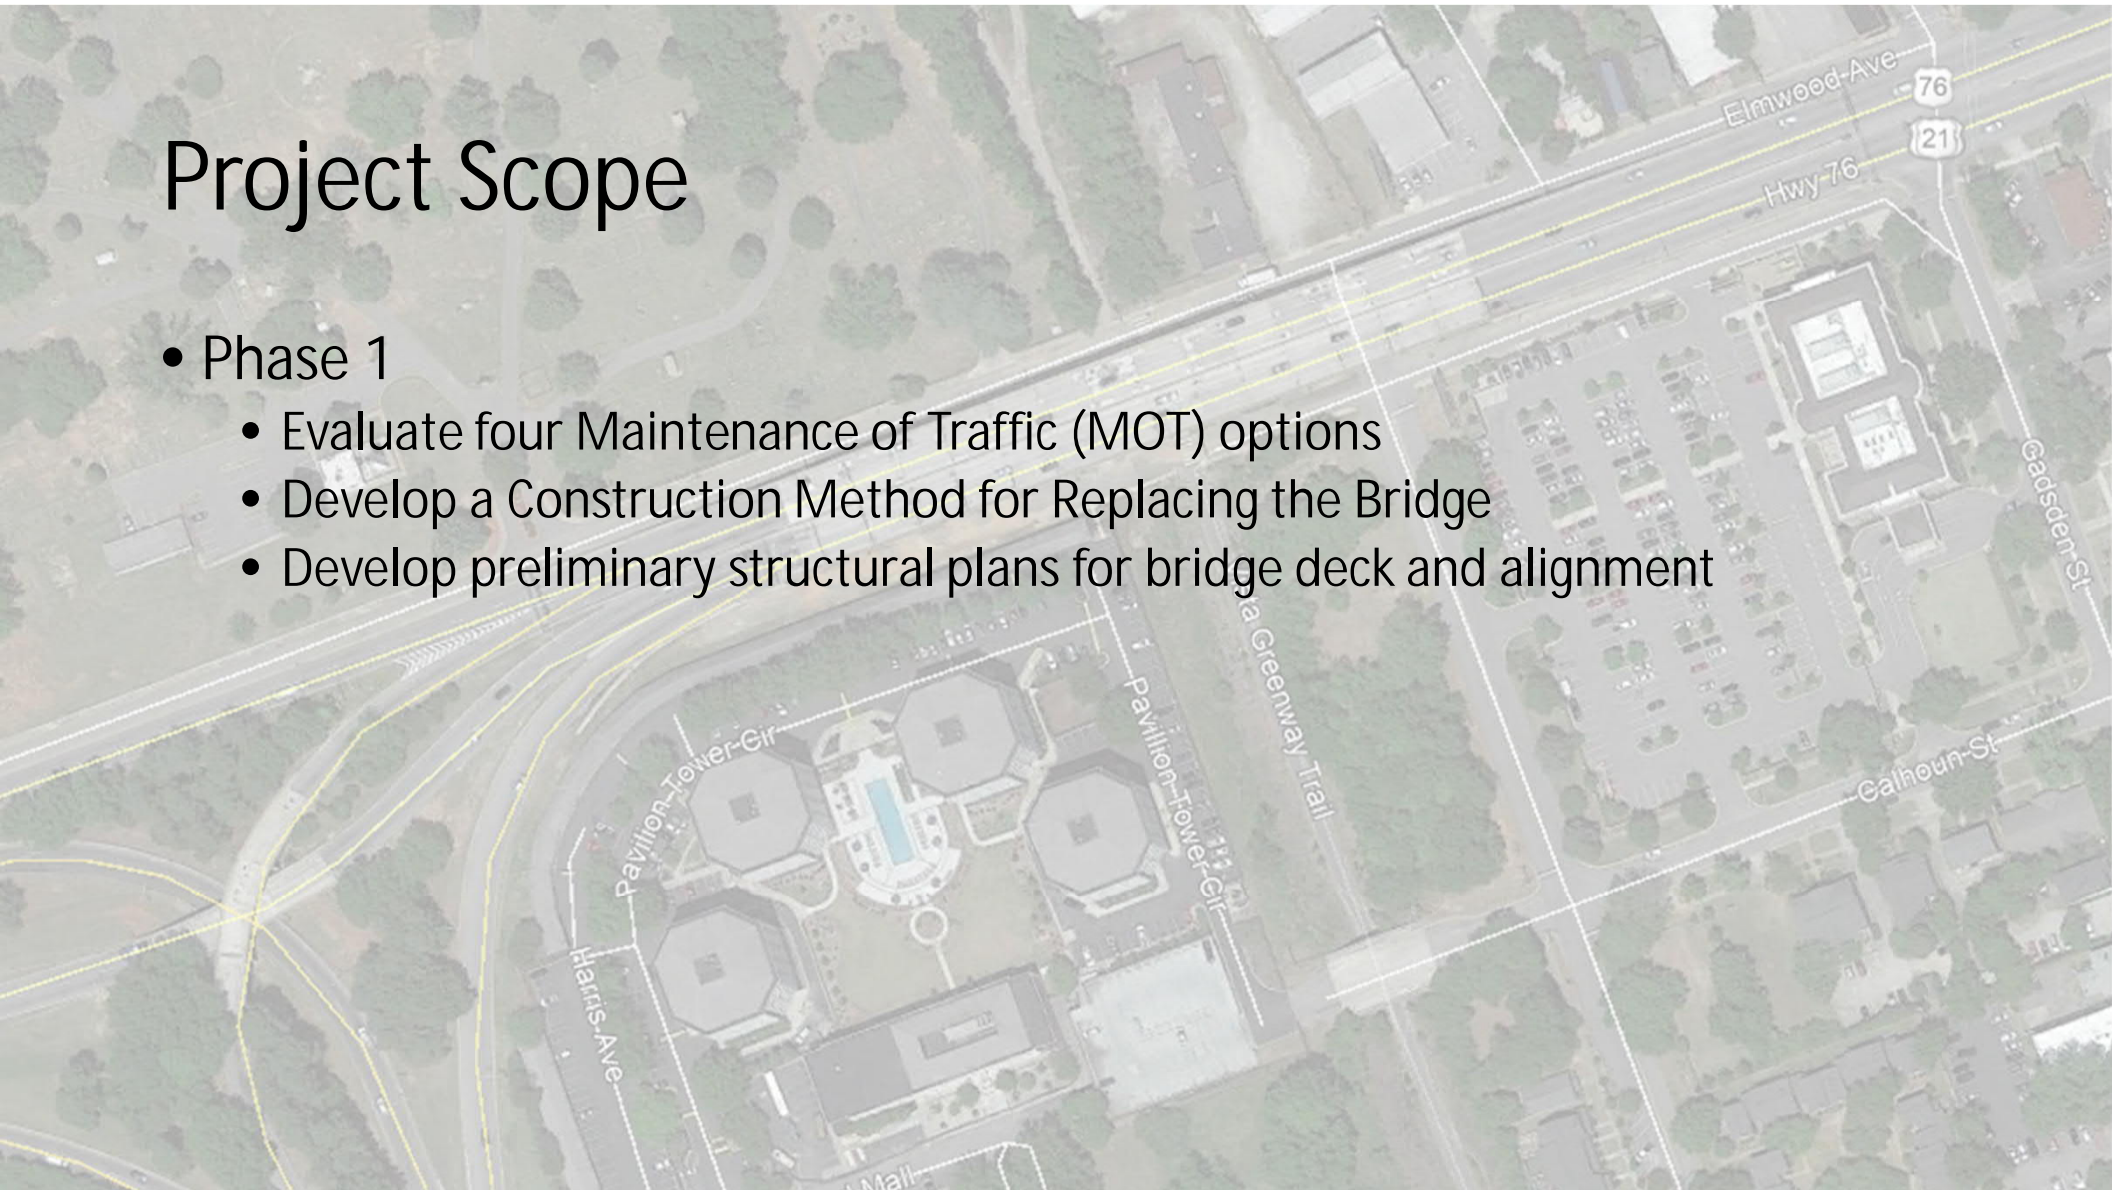 Elmwood Ave
76
21
Hwy 76
Project Scope
• Phase 1
• Evaluate four Maintenance of Traffic (MOT) options
• Develop a Construction Method for Replacing the Bridge
• Develop preliminary structural plans for bridge deck and alignment
Gadsden St
Greenway Trail
Pavilion Tower Cir
Pavilion Tower Cir
Calhoun St
Harris Ave
Mall